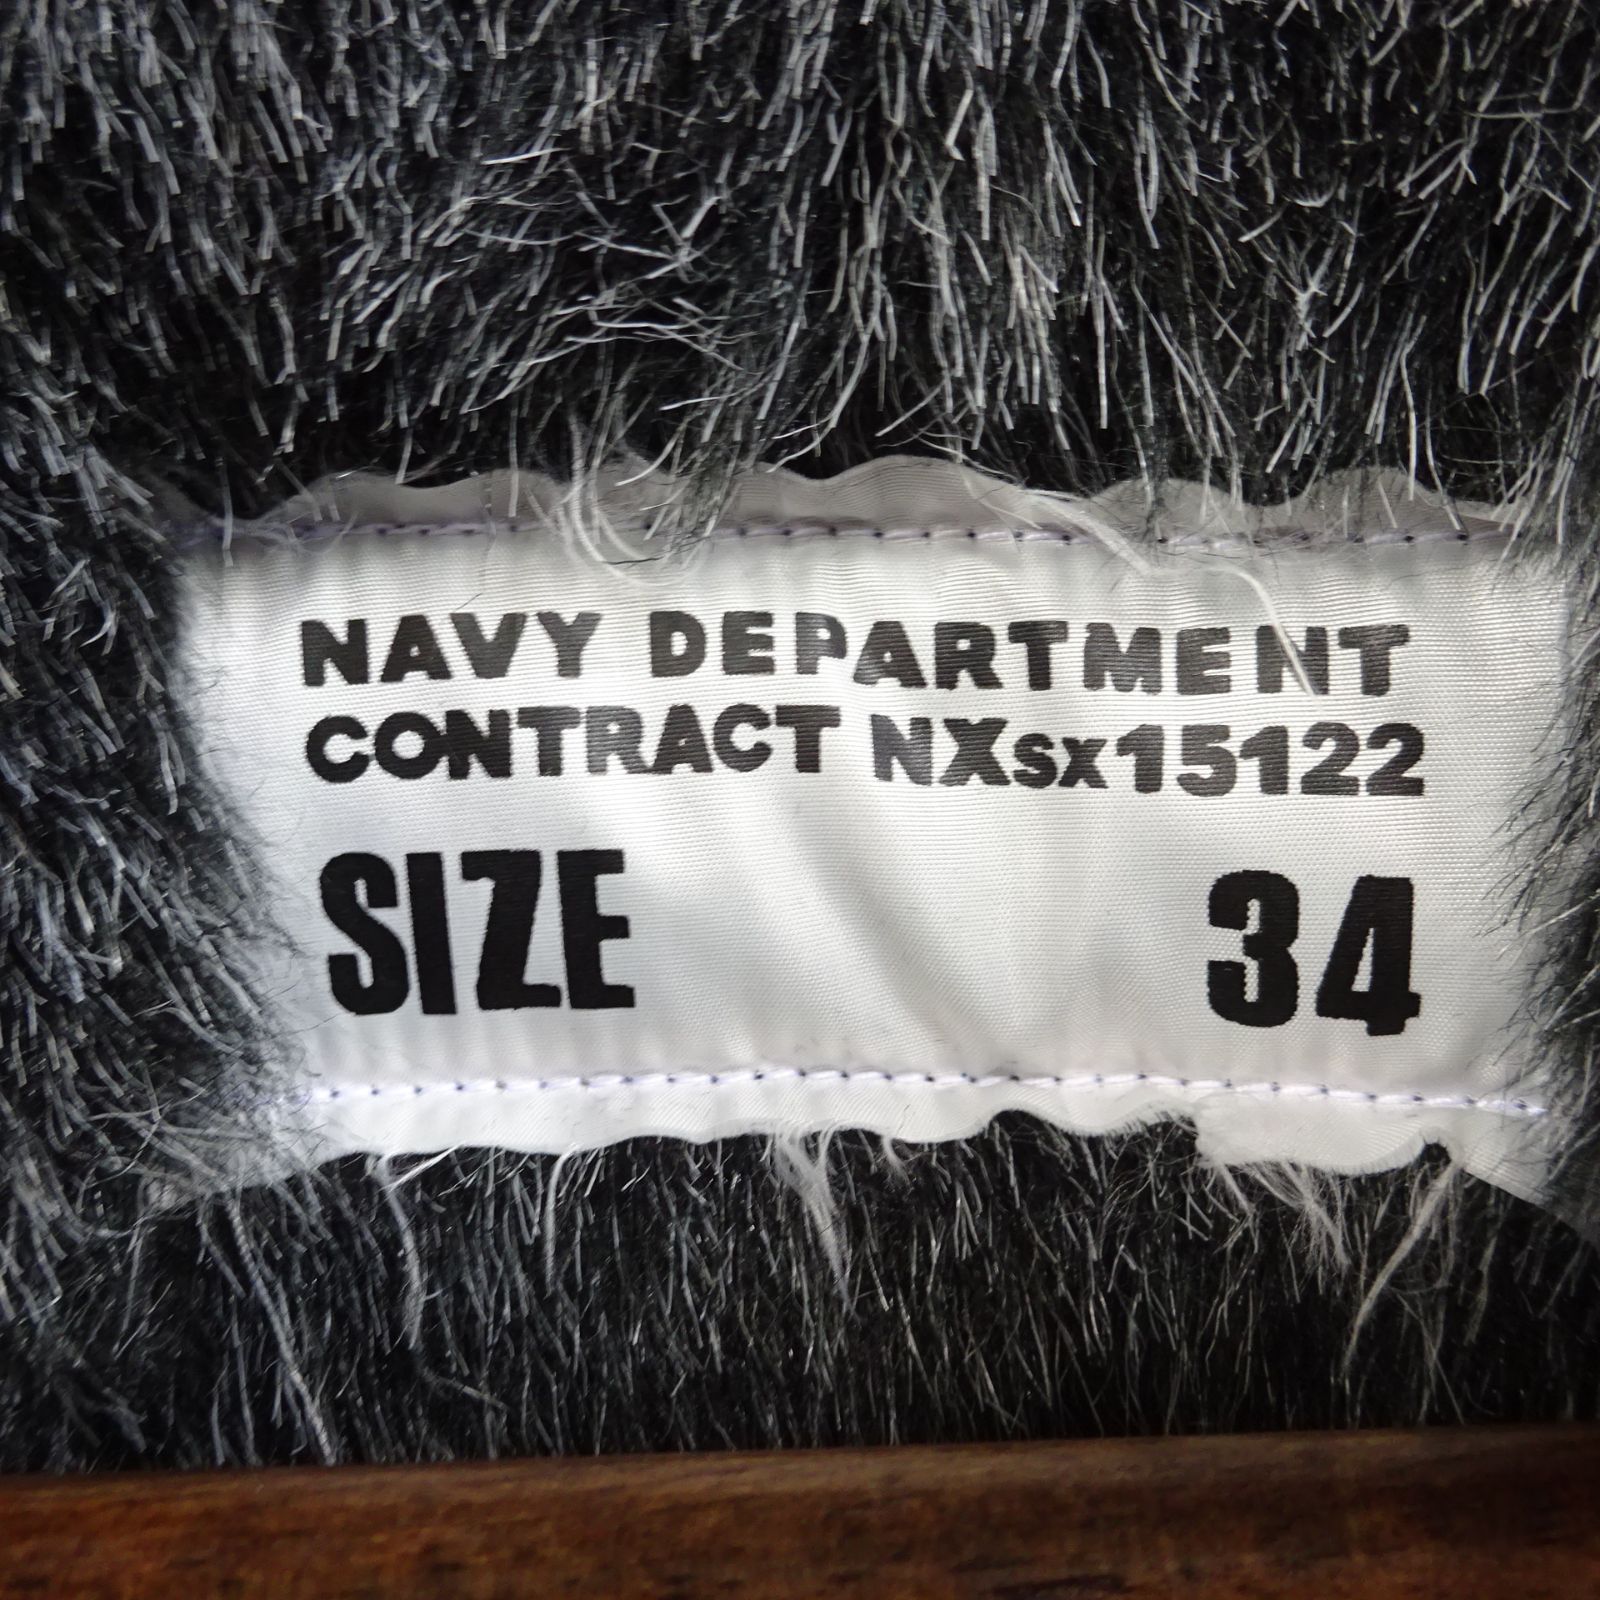 NAVY DEPARTMENT
CONTRACT NXsx15122
SIZE 34